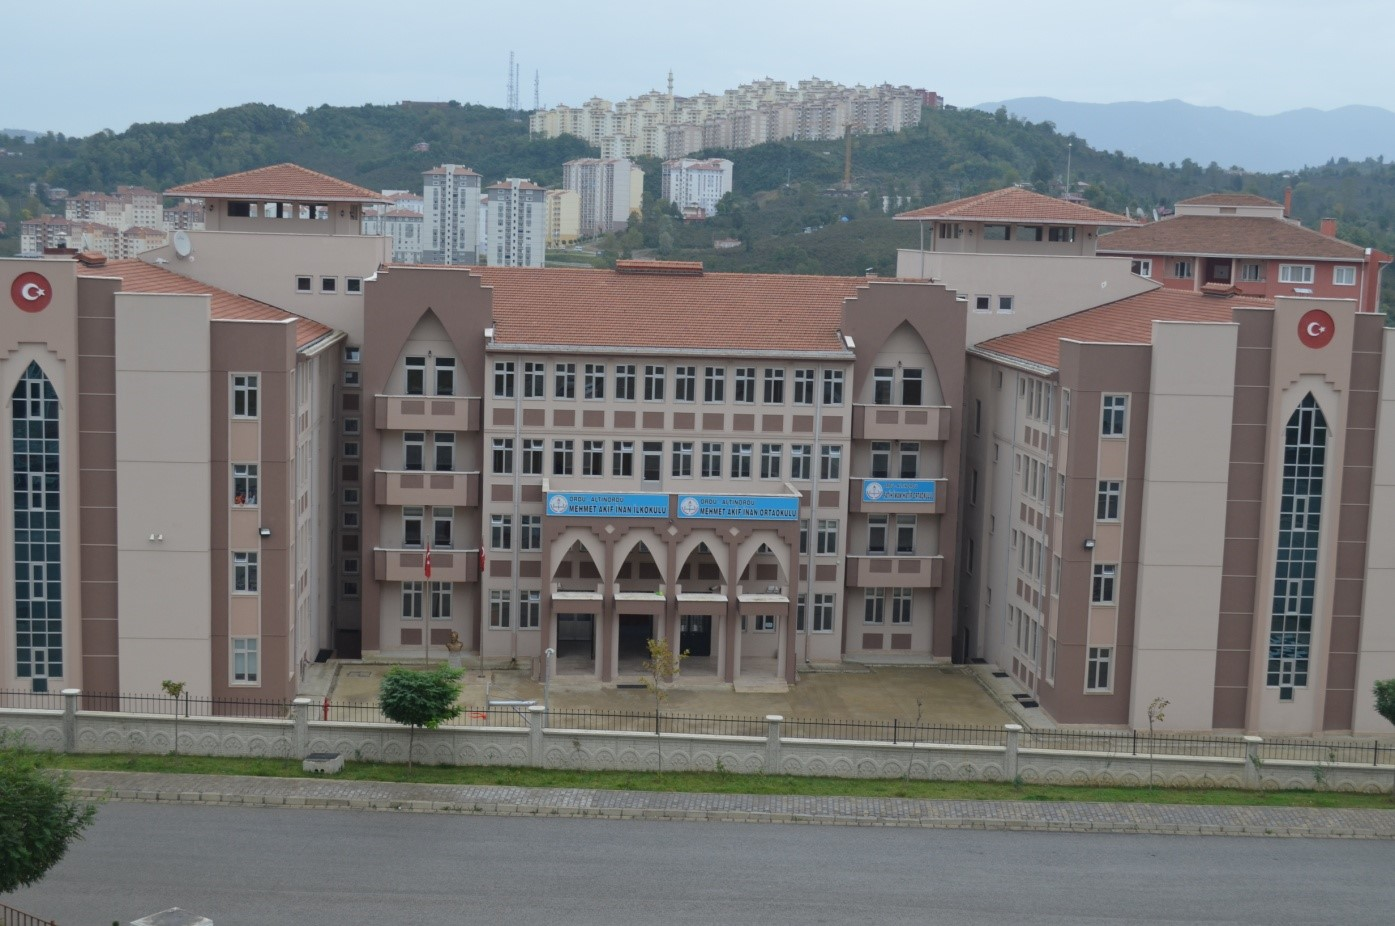 ORDU - ALTINORDU
MEHMET AKİF İNAN İLKOKULU
ORDU - ALTINORDU
MEHMET AKİF İNAN ORTAOKULU